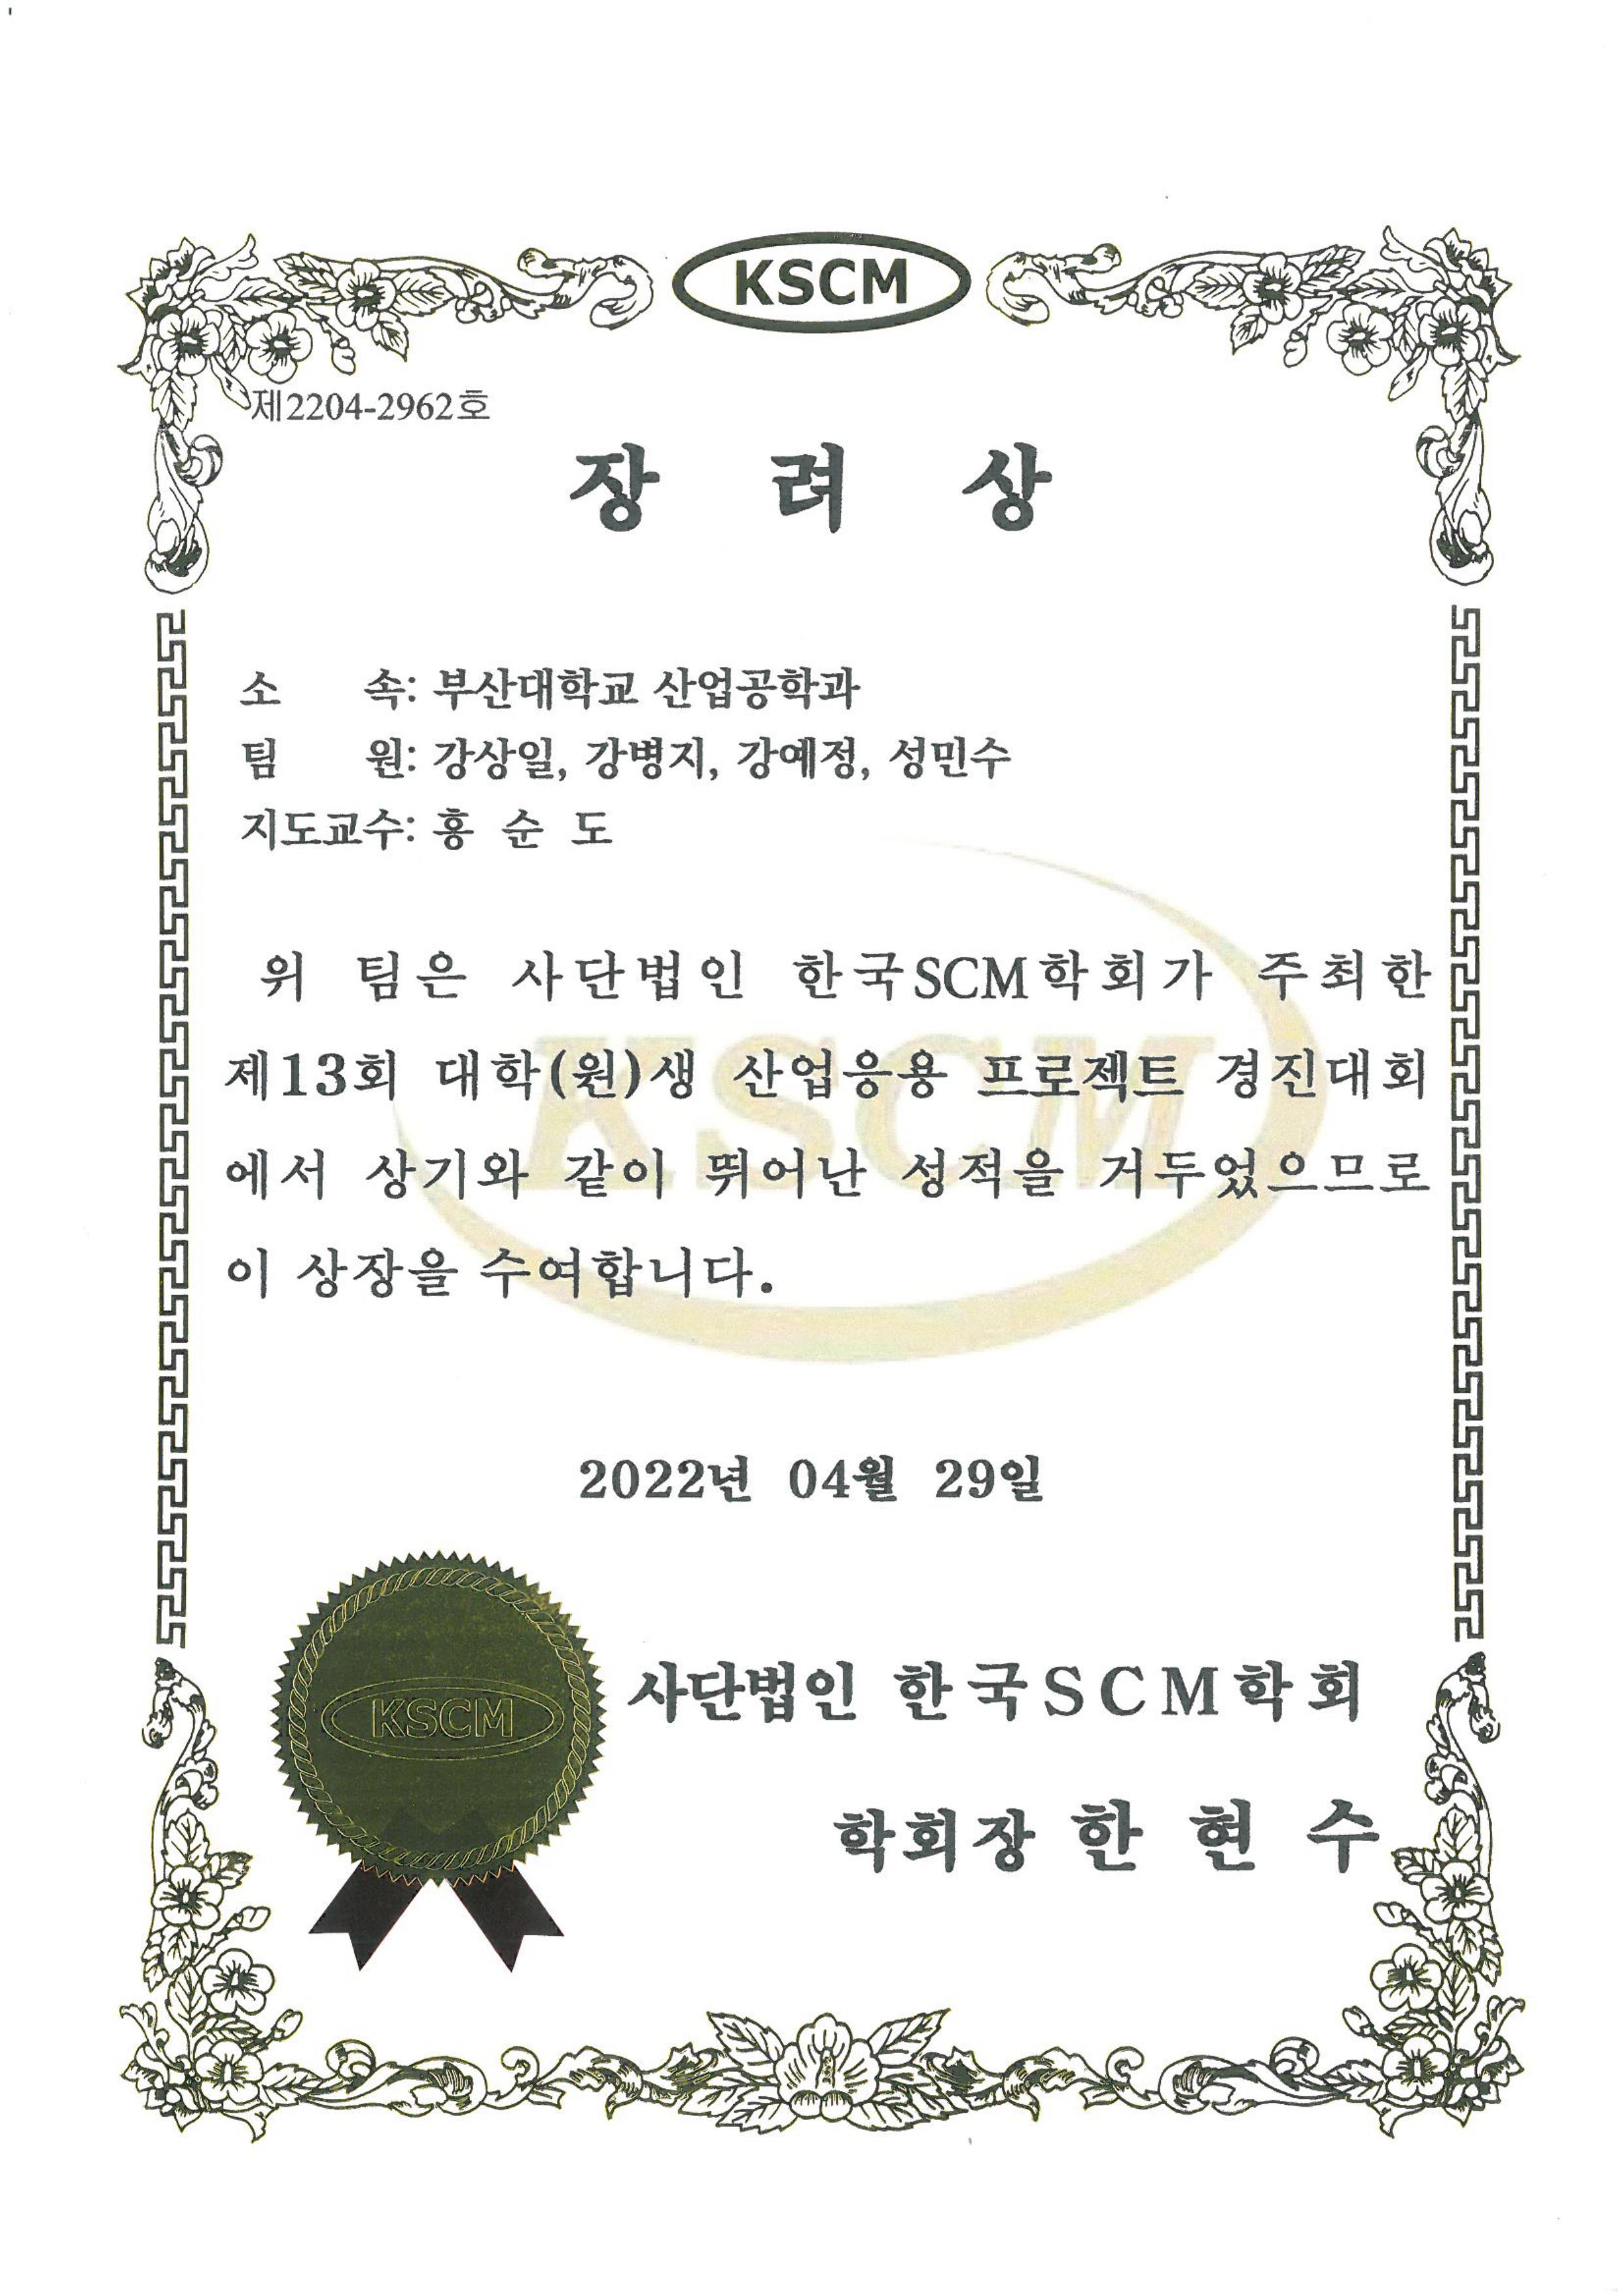 KSCM
제2204-2962호
장 려 상
소 속: 부산대학교 산업공학과
팀 원: 강상일, 강병지, 강예정, 성민수
지도교수: 홍 순 도
위 팀은 사단법인 한국SCM학회가 주최한
제13회 대학(원)생 산업응용 프로젝트 경진대회
에서 상기와 같이 뛰어난 성적을 거두었으므로
이 상장을 수여합니다.
KSCM
2022년 04월 29일
KSCM
사단법인 한국SCM학회
학회장 한 현 수